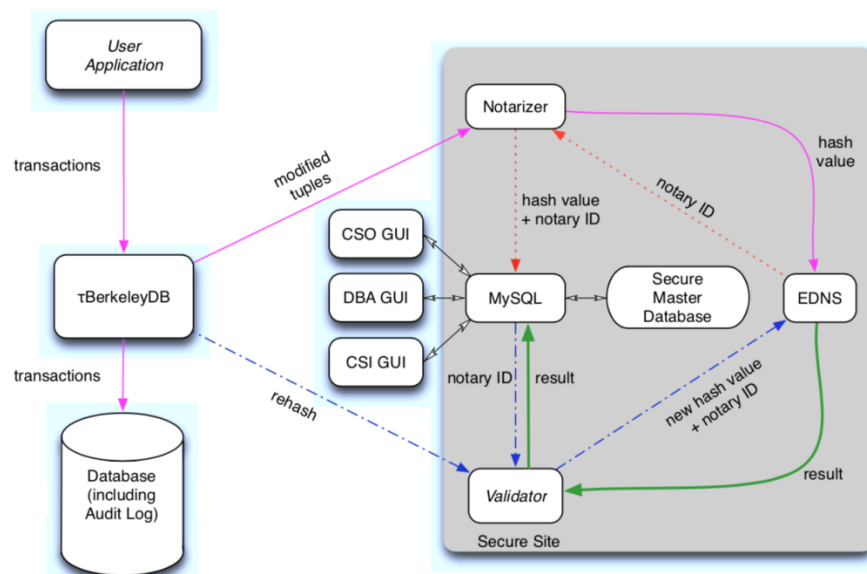 User
Application
transactions
τBerkeleyDB
transactions
Database
(including
Audit Log)
modified
tuples
rehash
Notarizer
hash
value
notary ID
hash value
+ notary ID
CSO GUI
DBA GUI
CSI GUI
MySQL
Secure
Master
Database
EDNS
notary ID
result
new hash value
+ notary ID
result
Validator
Secure Site